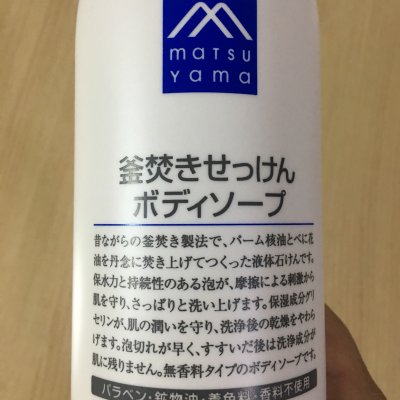 matsu
yama
釜焚きせっけん
ボディソープ
昔ながらの釜焚き製法で、パーム核油とべに花
油を丹念に焚き上げてつくった液体石けんです。
保水力と持続性のある泡が、摩擦による刺激から
肌を守り、さっぱりと洗い上げます。保湿成分グリ
セリンが、肌の潤いを守り、洗浄後の乾燥をやわら
げます。泡切れが早く、すすいだ後は洗浄成分が
肌に残りません。無香料タイプのボディソープです。
パラベン・鉱物油・着色料・香料不使用